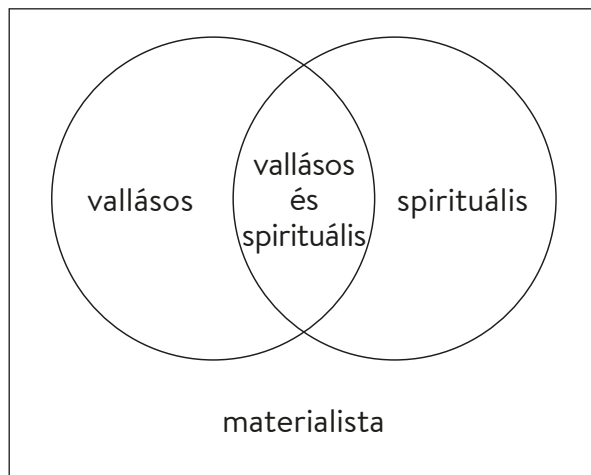 vallásos
vallásos
és
spirituális
spirituális
materialista